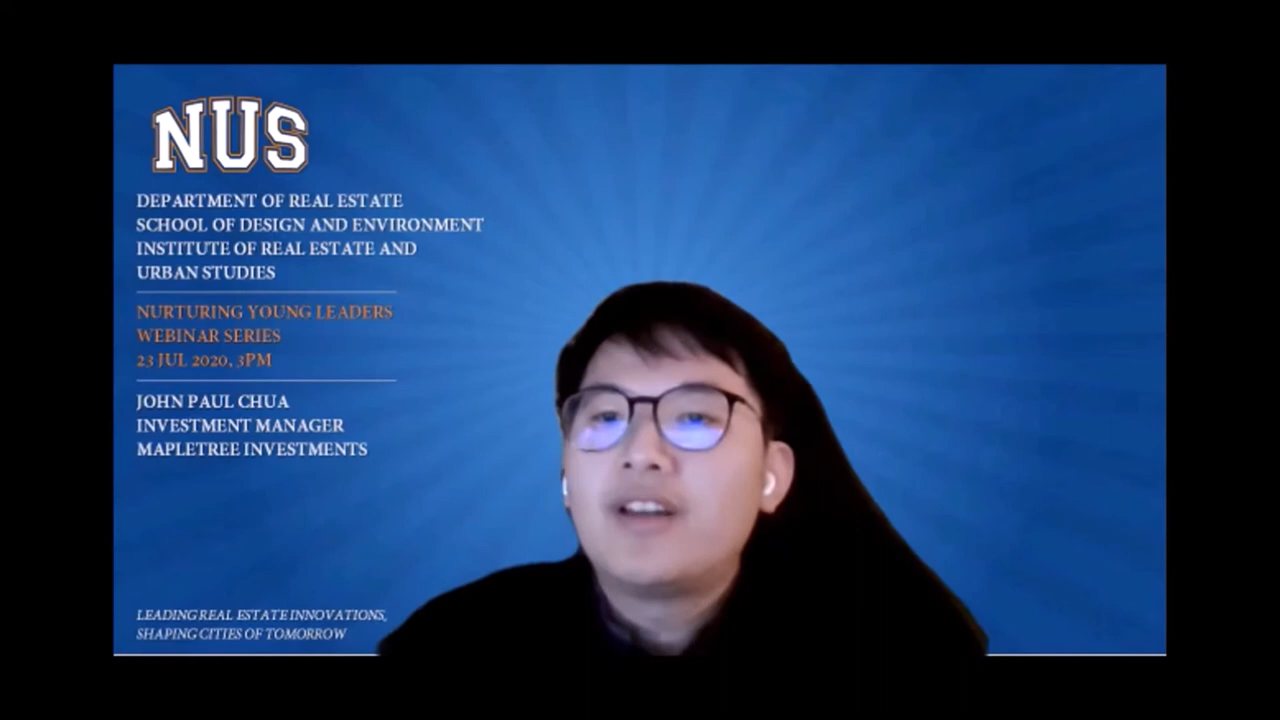 NUS
DEPARTMENT OF REAL ESTATE
SCHOOL OF DESIGN AND ENVIRONMENT
INSTITUTE OF REAL ESTATE AND
URBAN STUDIES
NURTURING YOUNG LEADERS
WEBINAR SERIES
23 JUL 2020, 3PM
JOHN PAUL CHUA
INVESTMENT MANAGER
MAPLETREE INVESTMENTS
LEADING REAL ESTATE INNOVATIONS,
SHAPING CITIES OF TOMORROW